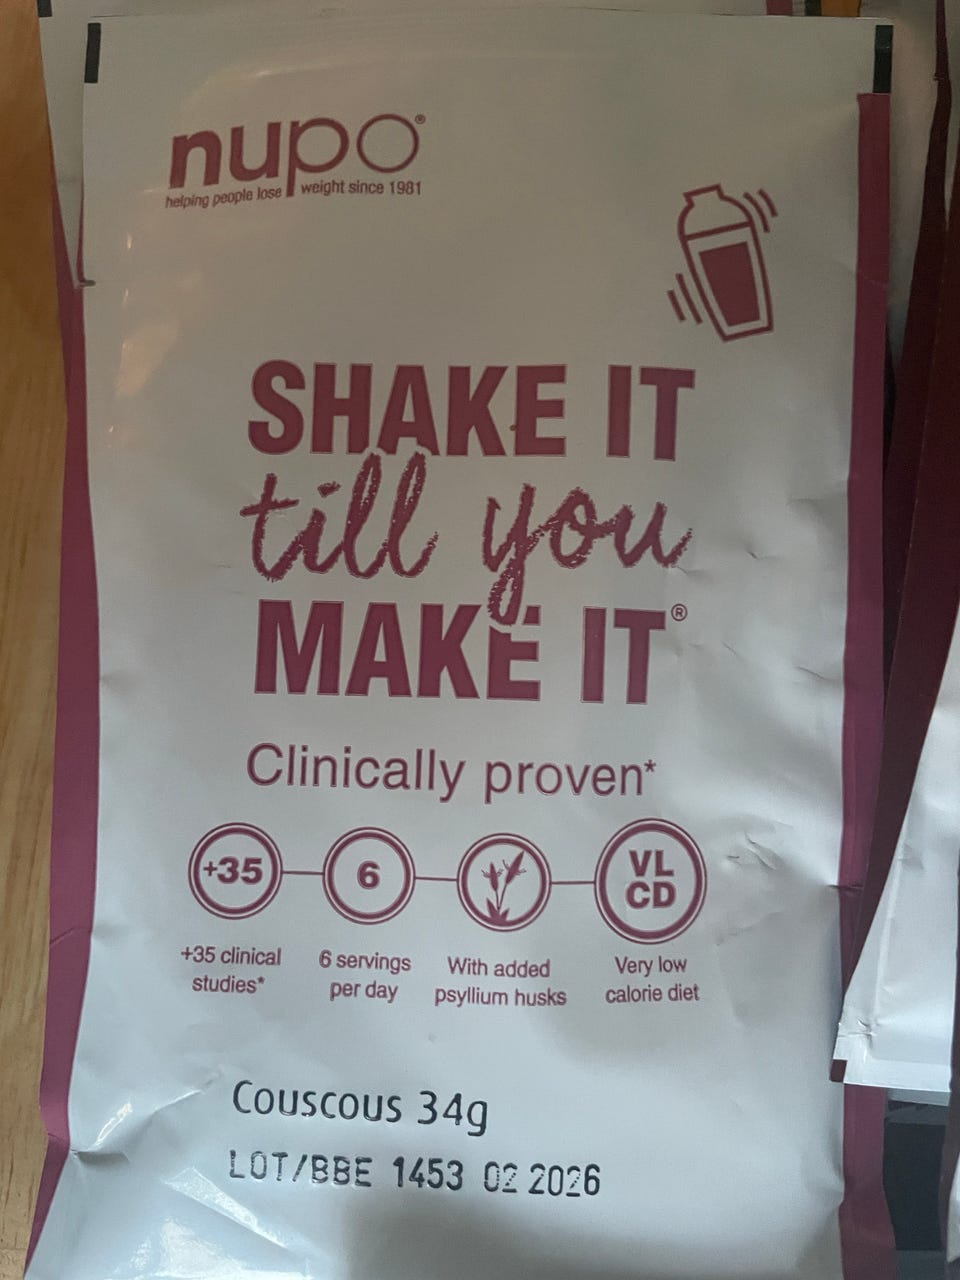 nupo®
helping people lose weight since 1981
SHAKE IT
till you
MAKE IT®
Clinically proven*
+35
6
VL
CD
+35 clinical
studies*
6 servings
per day
With added
psyllium husks
Very low
calorie diet
Couscous 34g
LOT/BBE 1453 02 2026